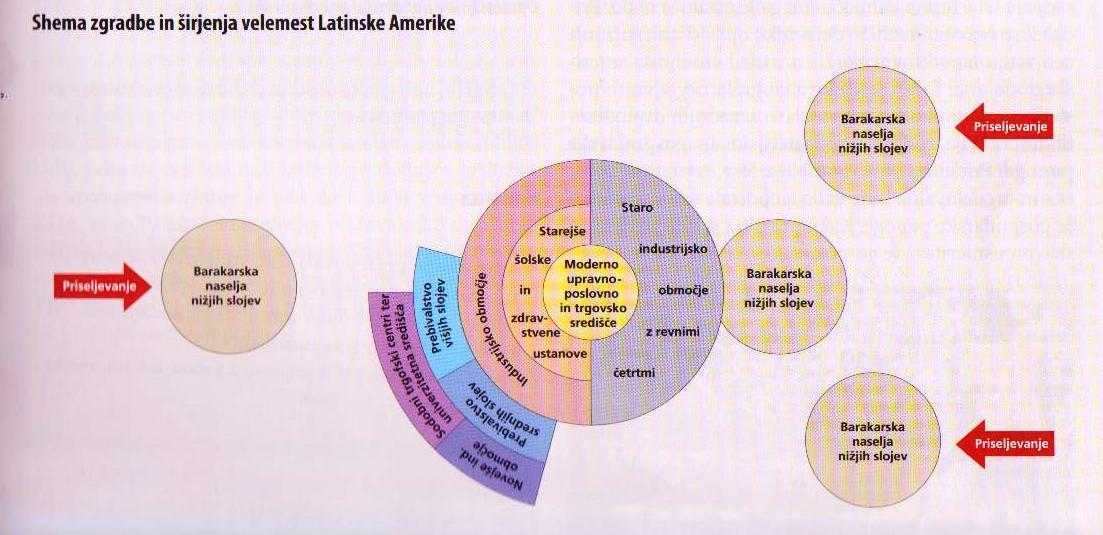 Shema zgradbe in širjenja velemest Latinske Amerike
Barakarska
naselja
nižjih slojev
Priseljevanje
Staro
industrijsko
območje
z revnimi
četrtmi
Starejše
šolske
in
zdrav-
stvene
ustanove
Moderno
upravno-
poslovno
in trgovsko
središče
Barakarska
naselja
nižjih slojev
Priseljevanje
Barakarska
naselja
nižjih slojev
Industrijsko območje
Prebivalstvo
višjih slojev
Sodobni trgofski centri ter
univerzitetna središča
Prebivalstvo
srednjih slojev
Novejše ind.
območje
Barakarska
naselja
nižjih slojev
Priseljevanje